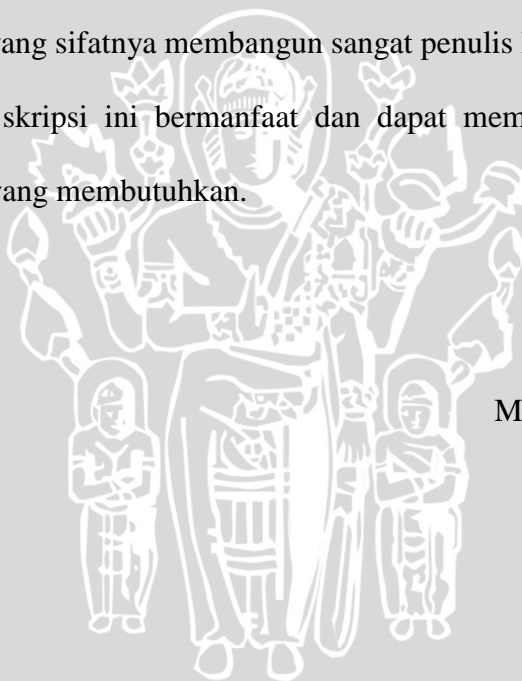 yang sifatnya membangun sangat penulis
skripsi ini bermanfaat dan dapat mem
yang membutuhkan.
M